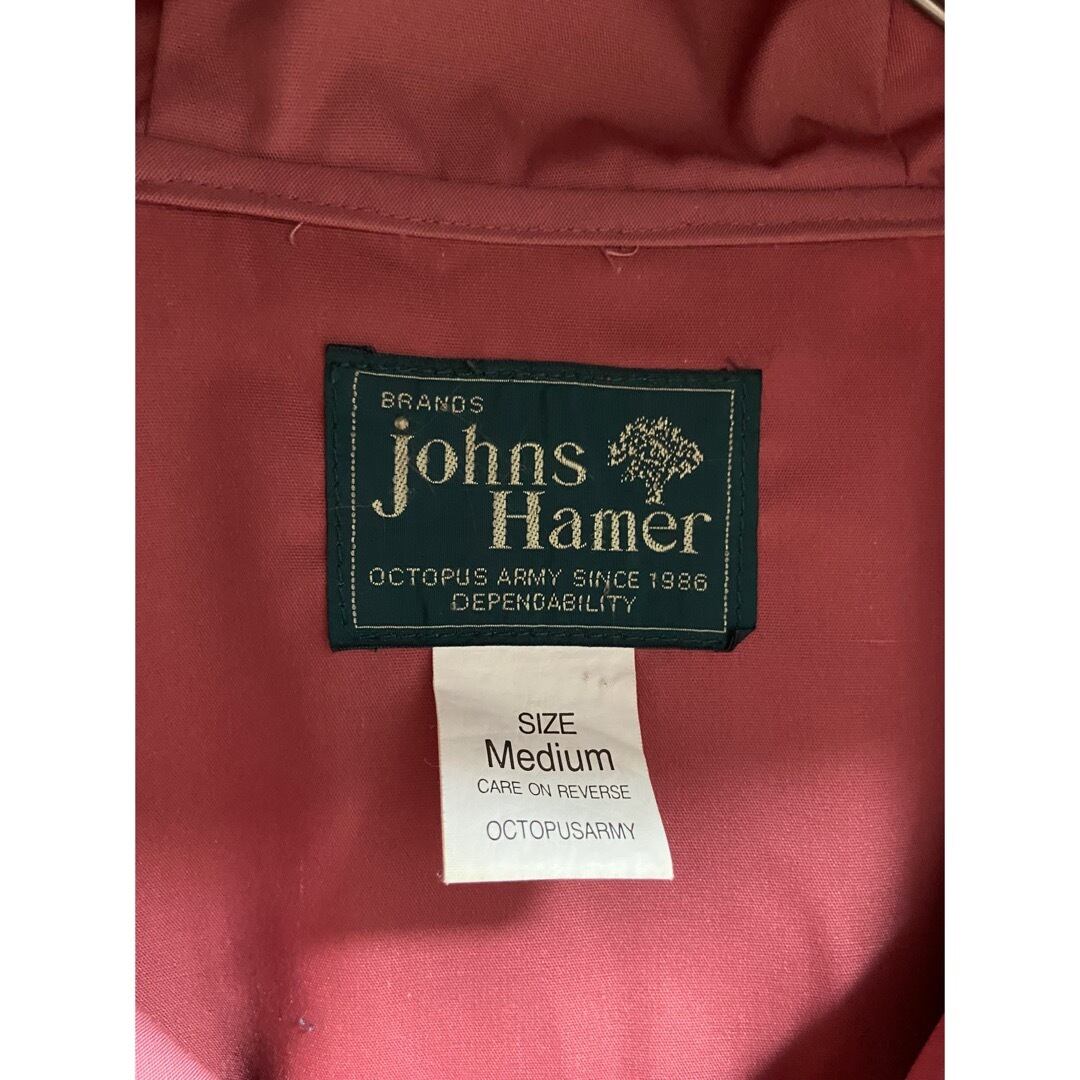 BRANDS
johns
Hamer
OCTOPUS ARMY SINCE 1986
DEPENDABILITY
SIZE
Medium
CARE ON REVERSE
OCTOPUSARMY